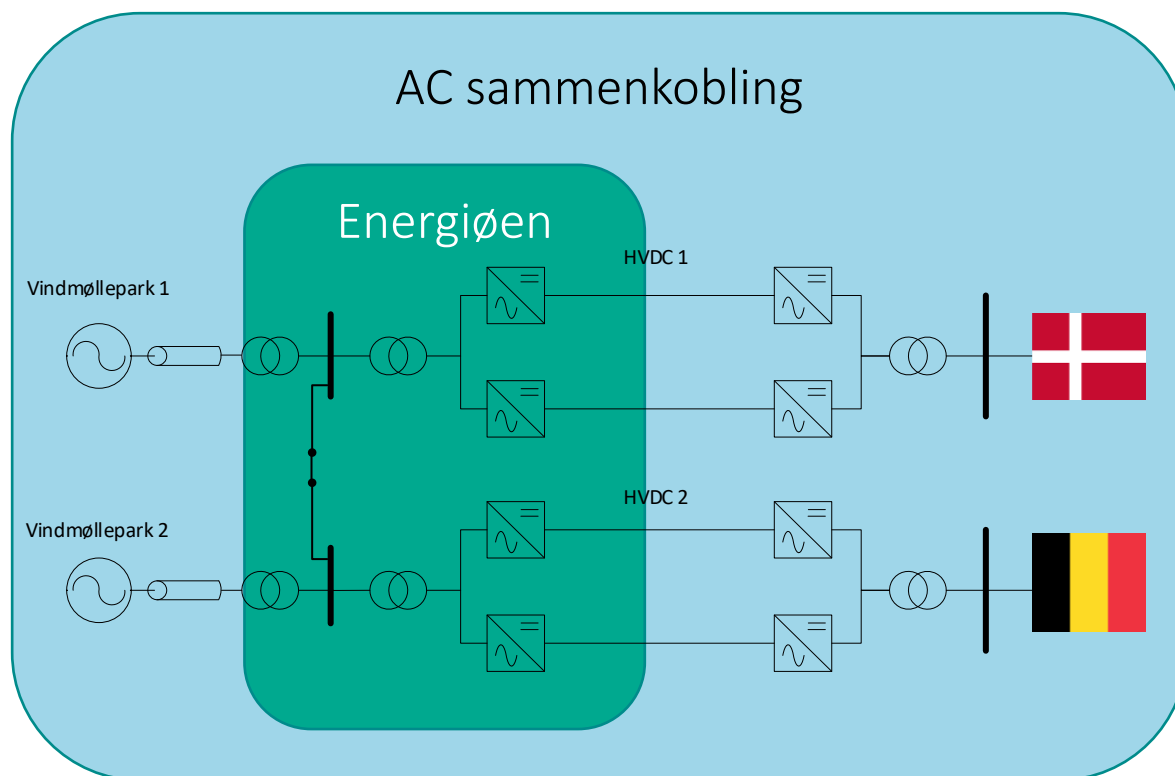 AC sammenkobling
Energiøen
HVDC 1
Vindmøllepark 1
HVDC 2
Vindmøllepark 2